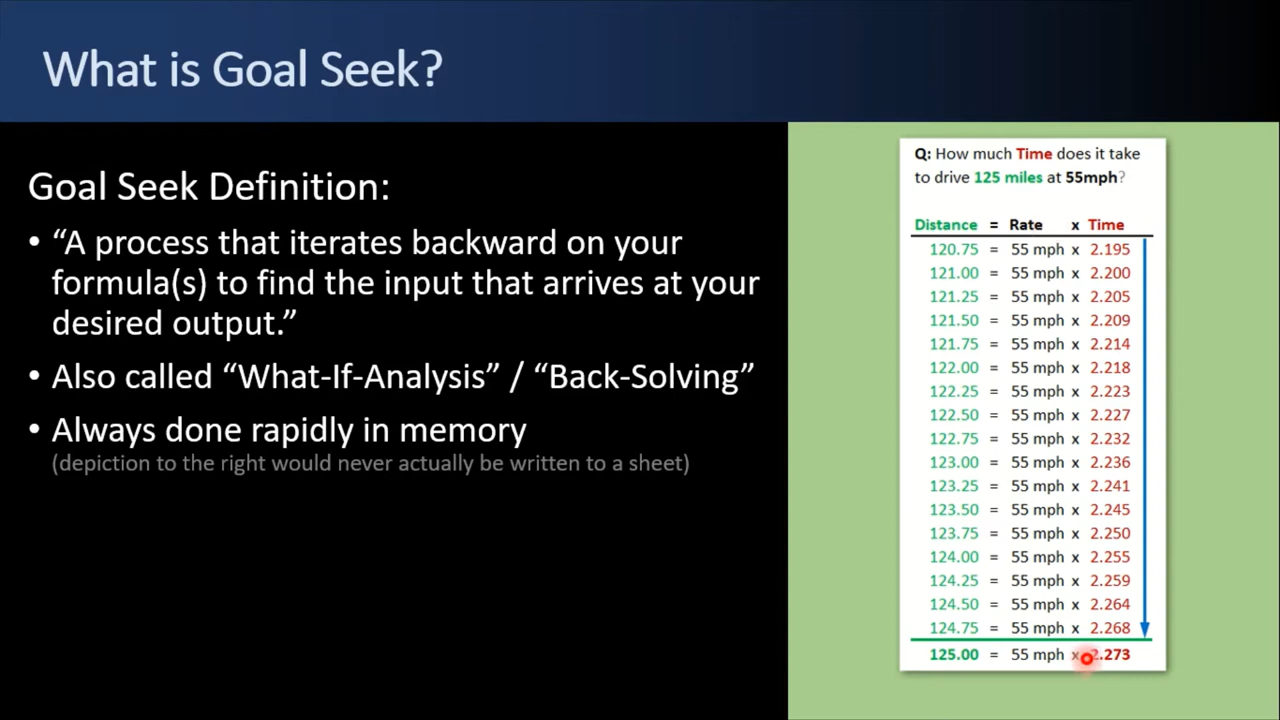 What is Goal Seek?
Goal Seek Definition:
• “A process that iterates backward on your
formula(s) to find the input that arrives at your
desired output.”
• Also called “What-If-Analysis” / “Back-Solving”
• Always done rapidly in memory
(depiction to the right would never actually be written to a sheet)
Q: How much Time does it take
to drive 125 miles at 55mph?
Distance = Rate x Time
120.75 = 55 mph x 2.195
121.00 = 55 mph x 2.200
121.25 = 55 mph x 2.205
121.50 = 55 mph x 2.209
121.75 = 55 mph x 2.214
122.00 = 55 mph x 2.218
122.25 = 55 mph x 2.223
122.50 = 55 mph x 2.227
122.75 = 55 mph x 2.232
123.00 = 55 mph x 2.236
123.25 = 55 mph x 2.241
123.50 = 55 mph x 2.245
123.75 = 55 mph x 2.250
124.00 = 55 mph x 2.255
124.25 = 55 mph x 2.259
124.50 = 55 mph x 2.264
124.75 = 55 mph x 2.268
125.00 = 55 mph x 2.273